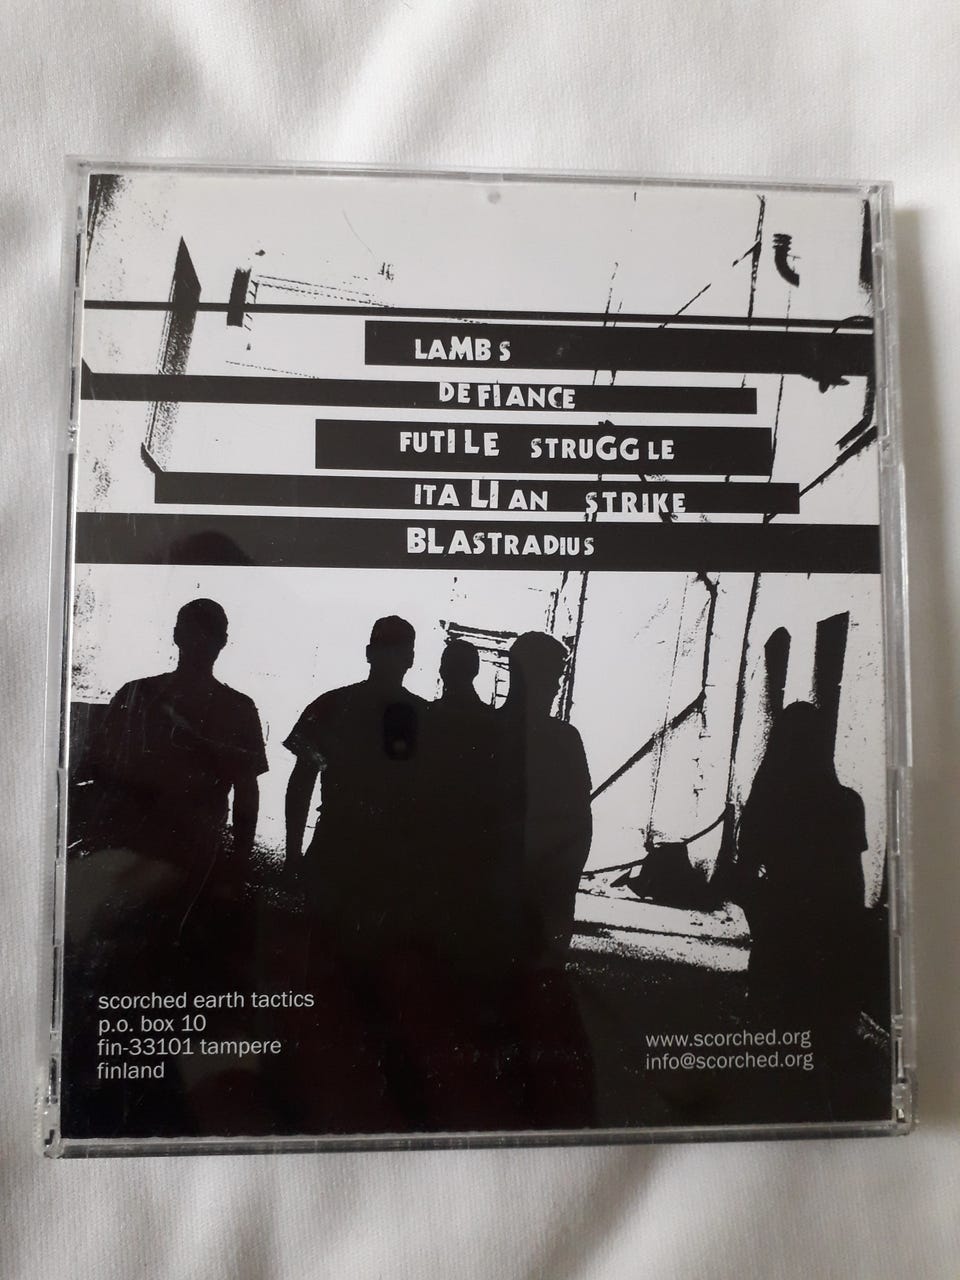 LAMBS
DEFIANCE
FUTILE STRUGGLE
ITALIAN STRIKE
BLASTRADIUS
scorched earth tactics
p.o. box 10
fin-33101 tampere
finland
www.scorched.org
info@scorched.org